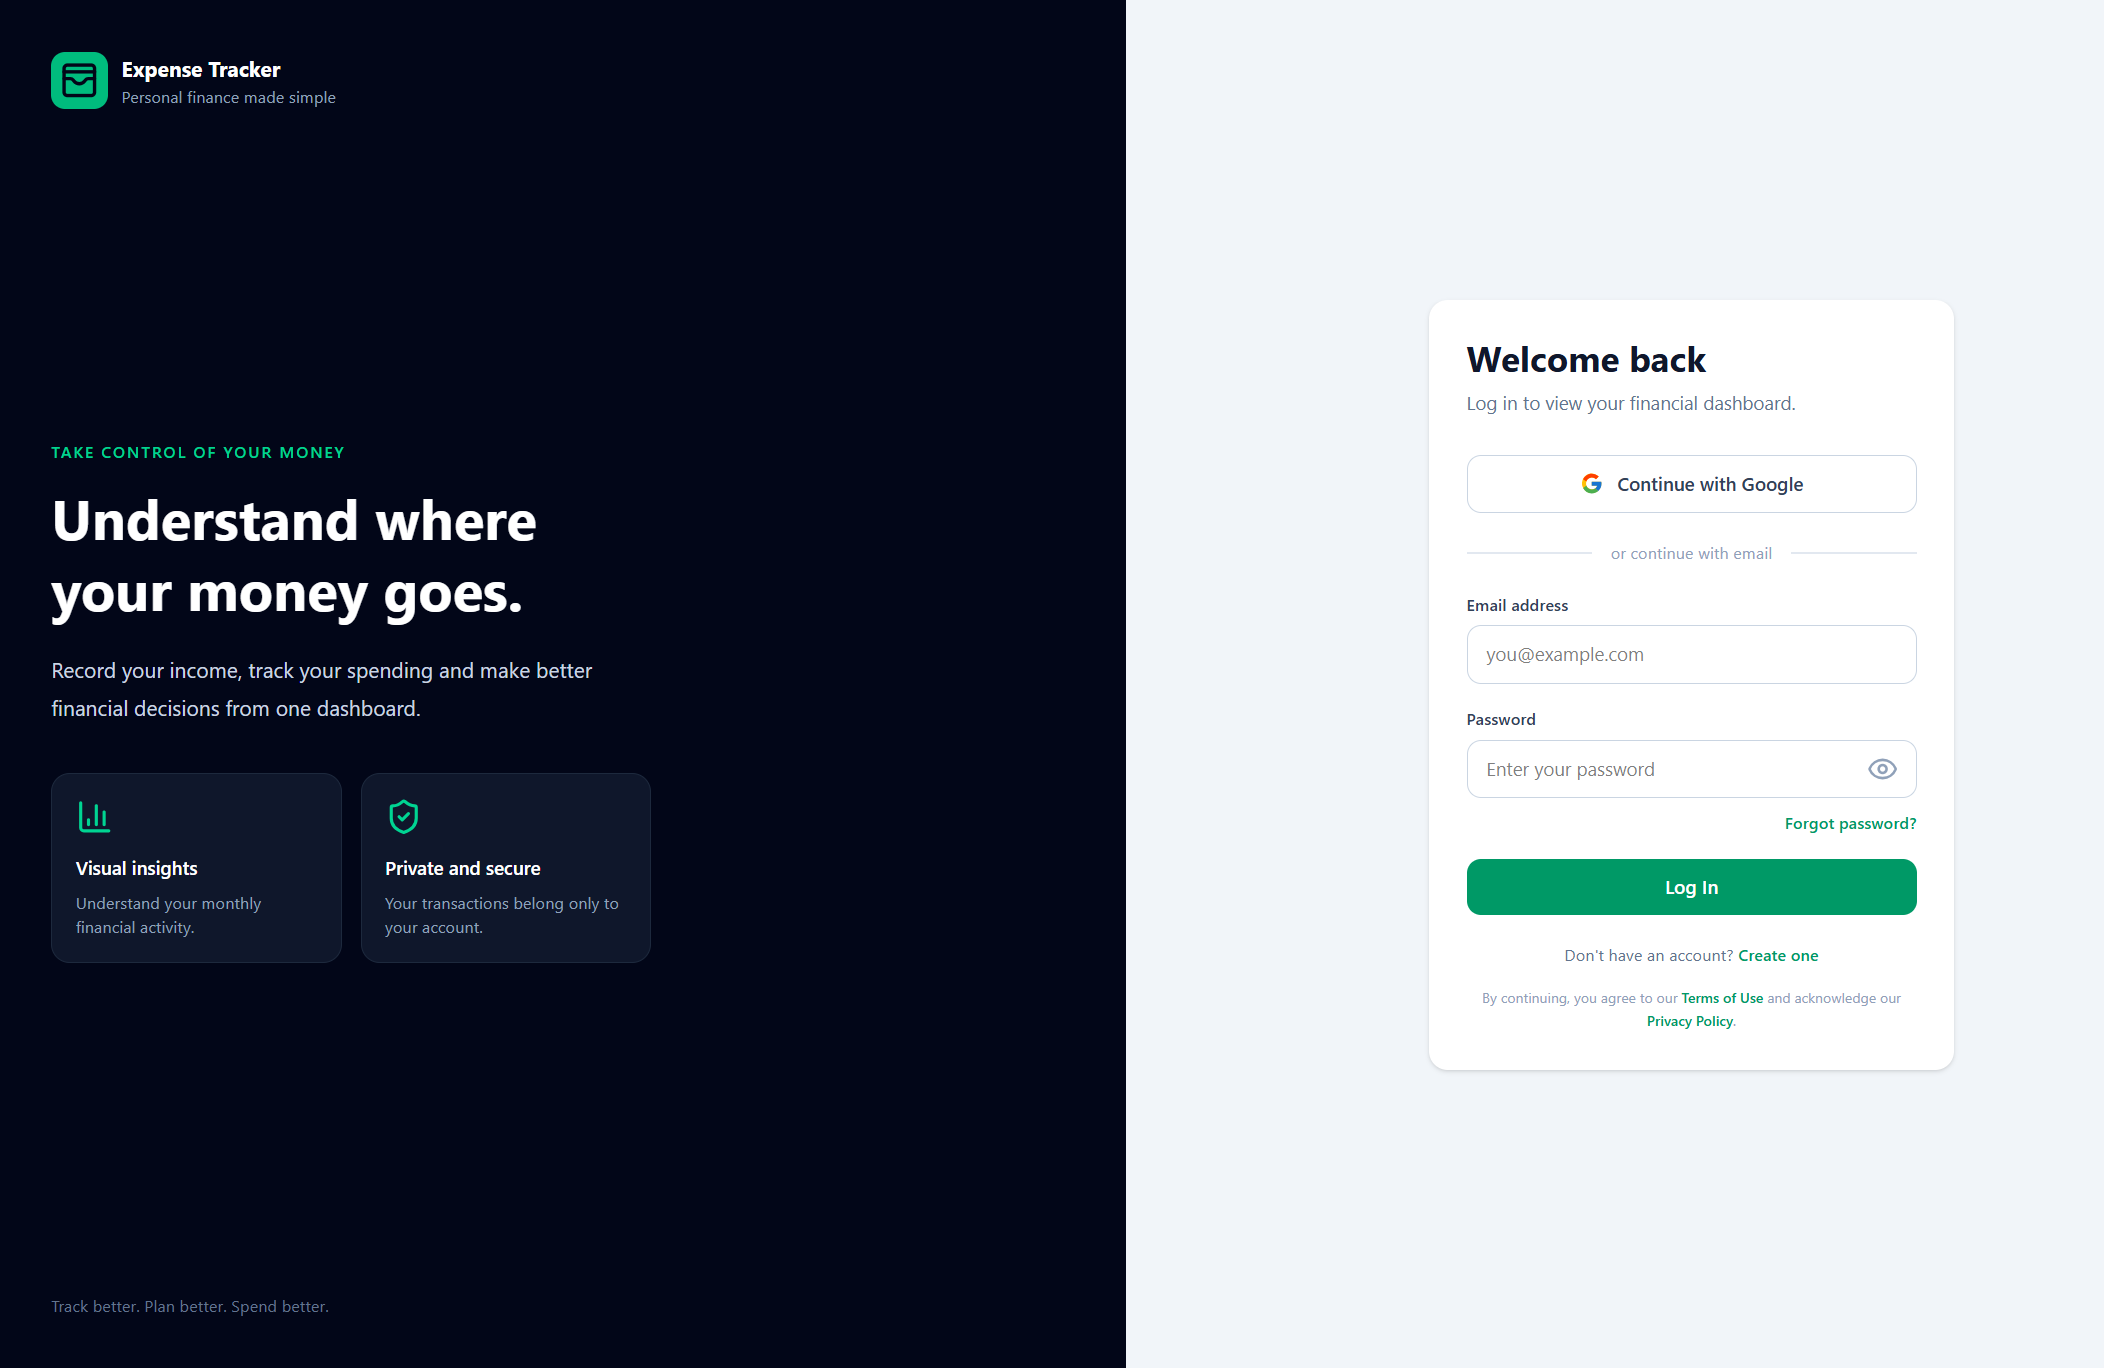 Expense Tracker
Personal finance made simple
TAKE CONTROL OF YOUR MONEY
Understand where
your money goes.
Record your income, track your spending and make better
financial decisions from one dashboard.
Visual insights
Understand your monthly
financial activity.
Private and secure
Your transactions belong only to
your account.
Track better. Plan better. Spend better.
Welcome back
Log in to view your financial dashboard.
Continue with Google
or continue with email
Email address
you@example.com
Password
Enter your password
Forgot password?
Log In
Don't have an account? Create one
By continuing, you agree to our Terms of Use and acknowledge our
Privacy Policy.